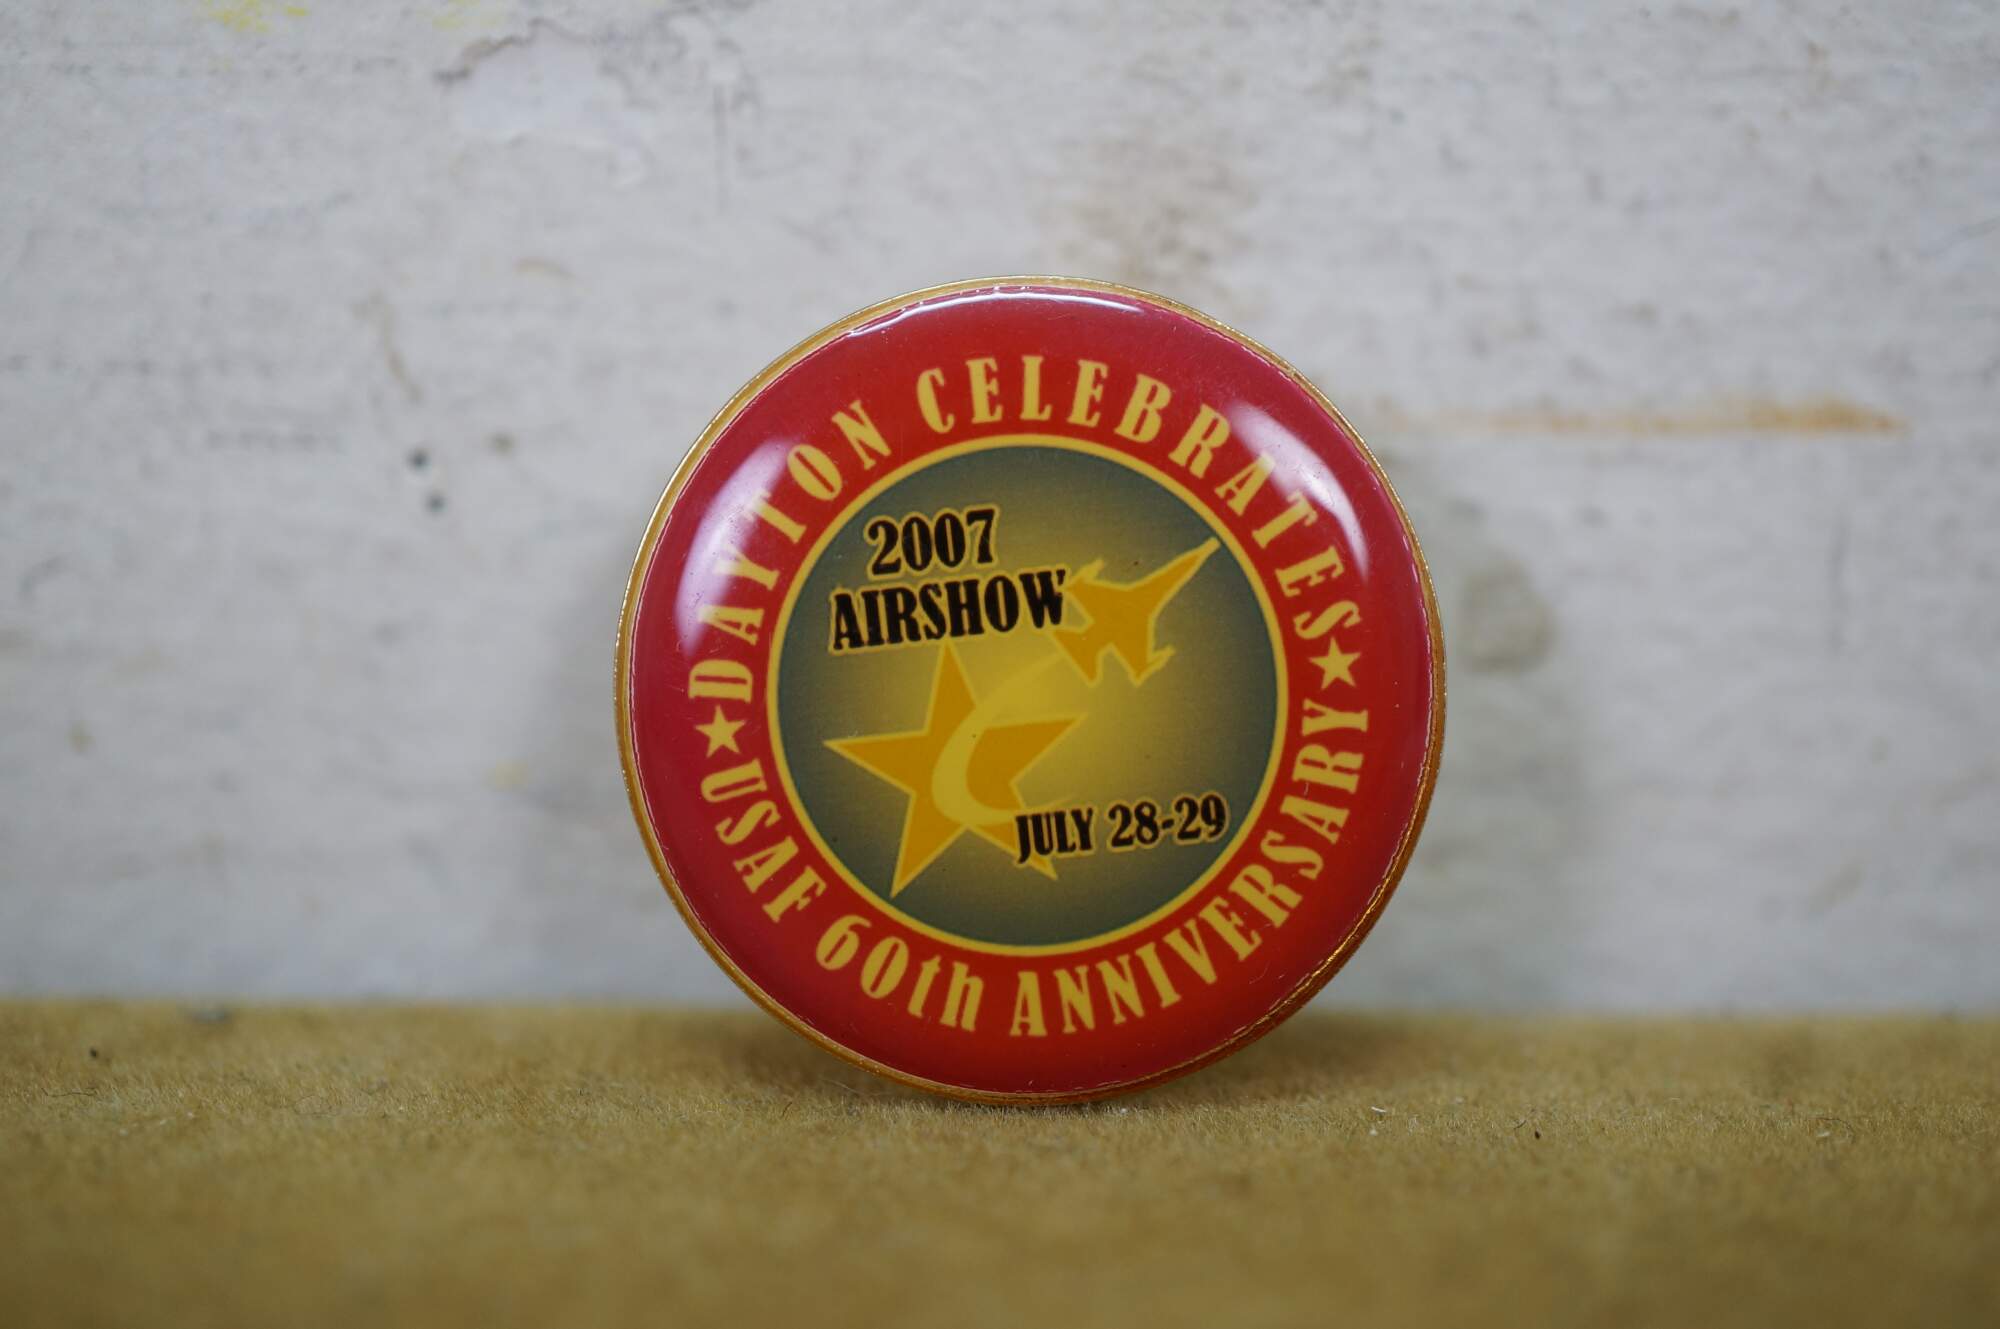 DAYTON CELEBRATES
2007
AIRSHOW
JULY 28-29
USAF 60th ANNIVERSARY